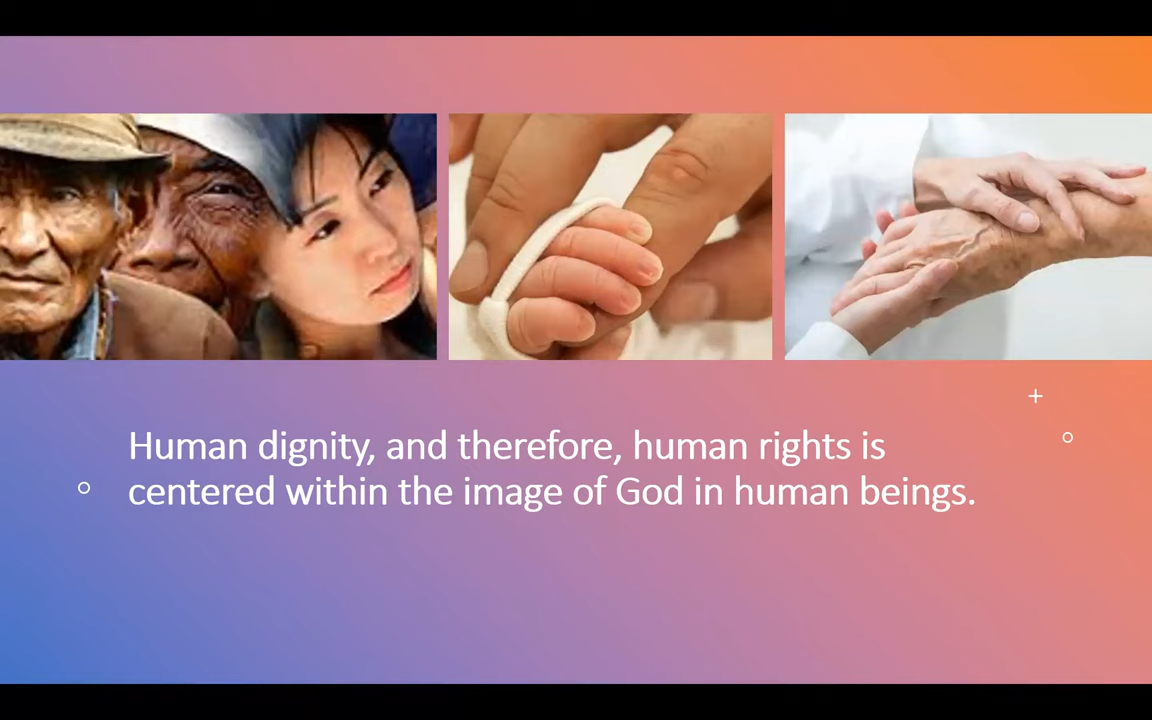 Human dignity, and therefore, human rights is
centered within the image of God in human beings.